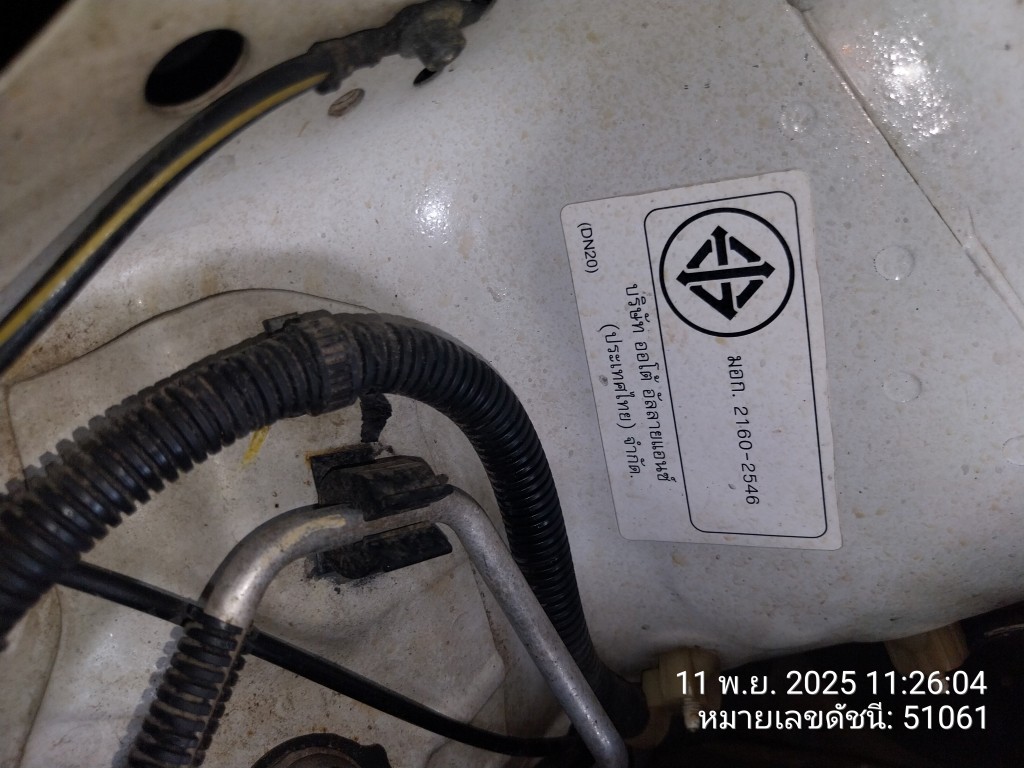 มอก. 2160-2546
บริษัท ออโต้ อัลลายแอนซ์
(ประเทศไทย) จำกัด
(DN20)
11 พ.ย. 2025 11:26:04
หมายเลขดัชนี: 51061